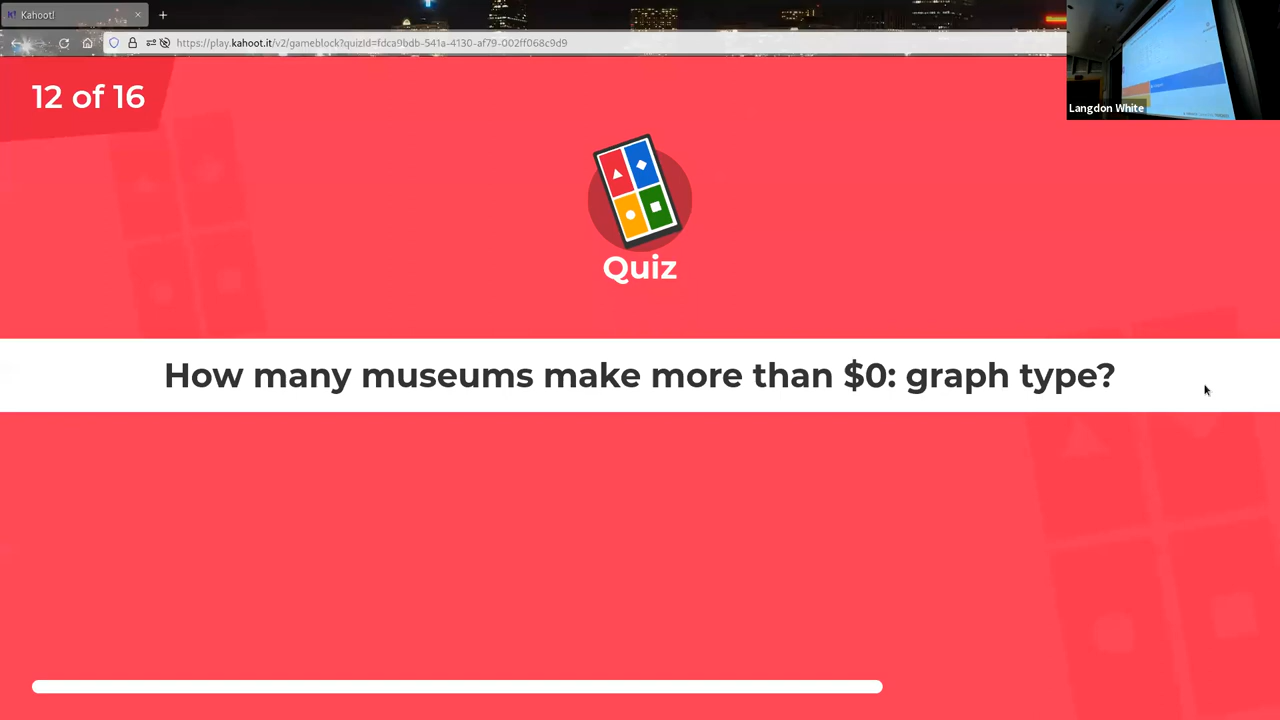 Kahoot!
https://play.kahoot.it/v2/gameblock?quizId=fdca9bdb-541a-4130-af79-002ff068c9d9
12 of 16
Langdon White
Quiz
How many museums make more than $0: graph type?